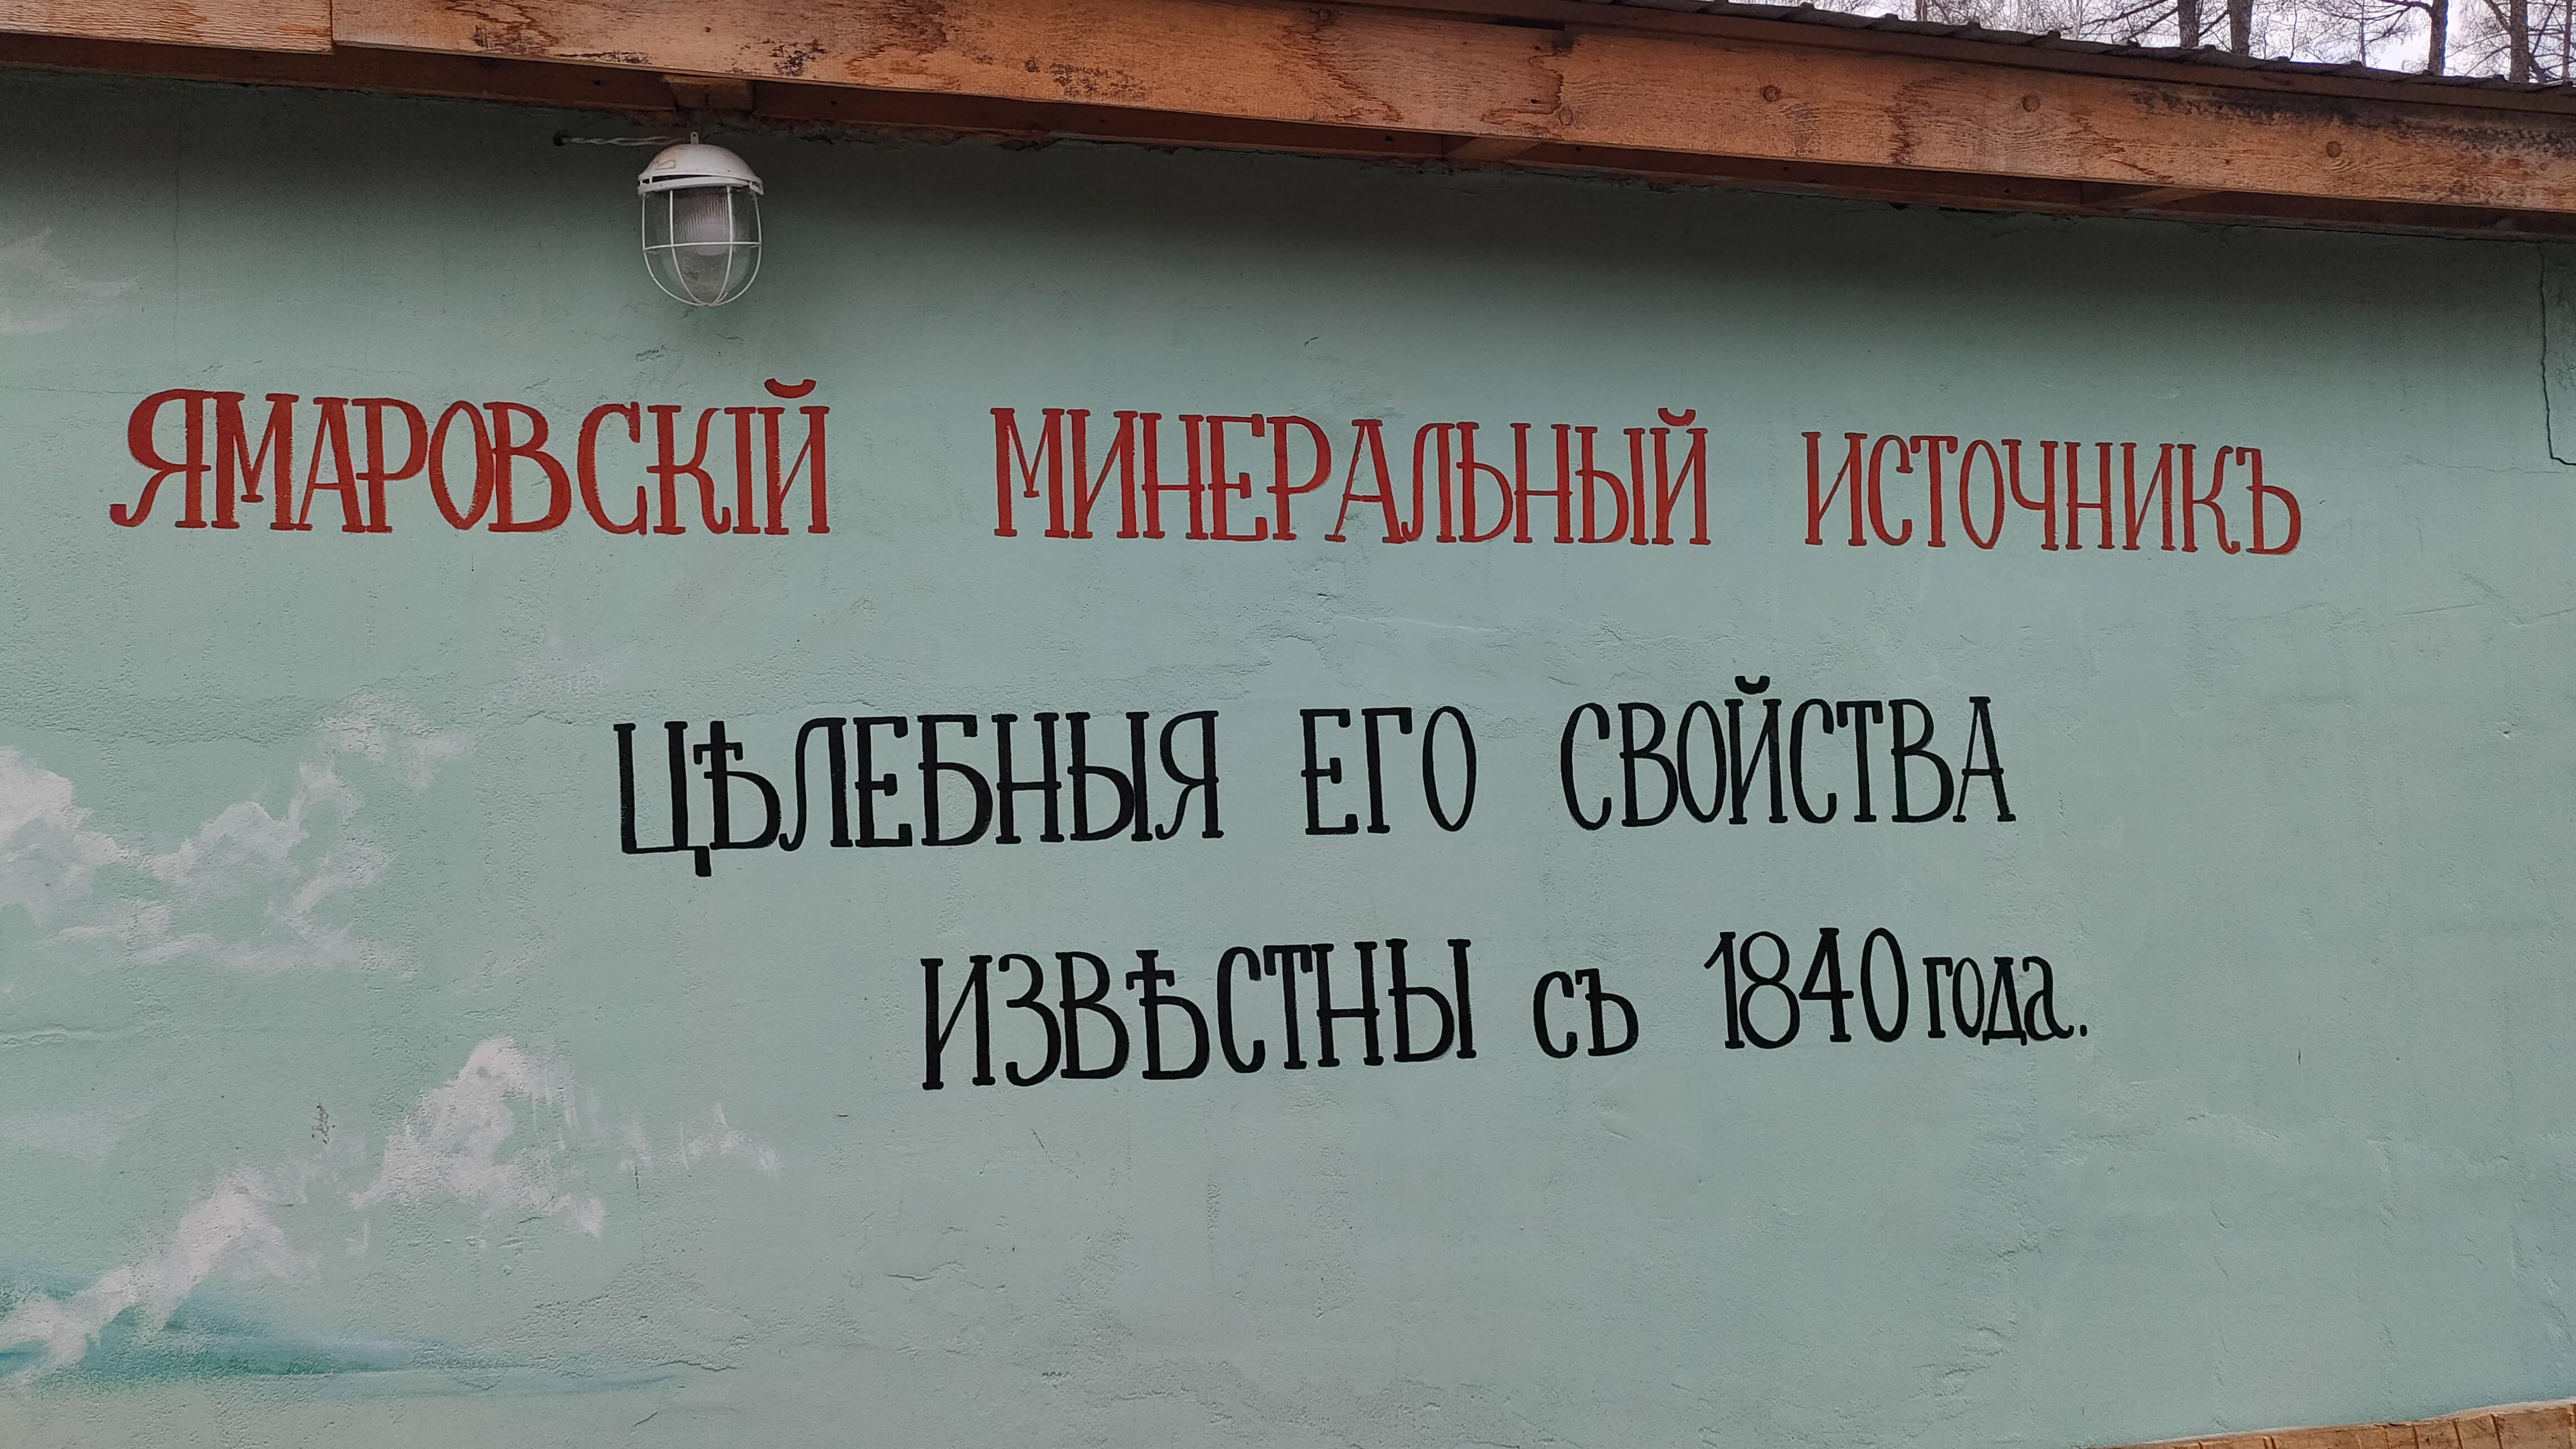 ЯМАРОВСКІЙ МИНЕРАЛЬНЫЙ ИСТОЧНИКЪ
ЦѢЛЕБНЫЯ ЕГО СВОЙСТВА
ИЗВѢСТНЫ съ 1840 года.